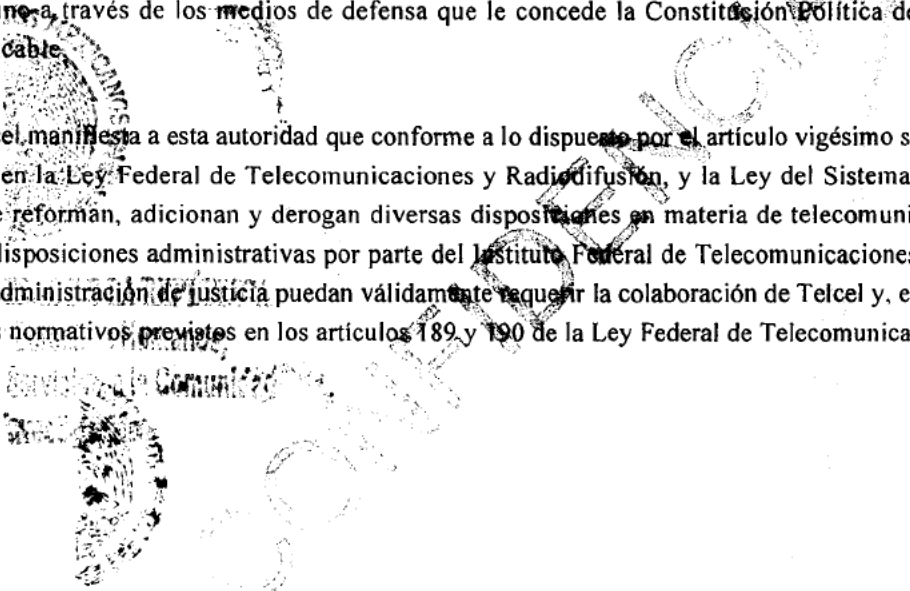 a través de los medios de defensa que le concede la Constitución Política de
cable
el manifiesta a esta autoridad que conforme a lo dispuesto por el artículo vigésimo s
en la Ley Federal de Telecomunicaciones y Radiodifusión, y la Ley del Sistema
reforman, adicionan y derogan diversas disposiciones en materia de telecomuni
disposiciones administrativas por parte del Instituto Federal de Telecomunicaciones
dministración de justicia puedan válidamente requerir la colaboración de Telcel y, e
normativos previstos en los artículos 189 y 190 de la Ley Federal de Telecomunica
Servicios a la Comunidad
CONFIDENCI